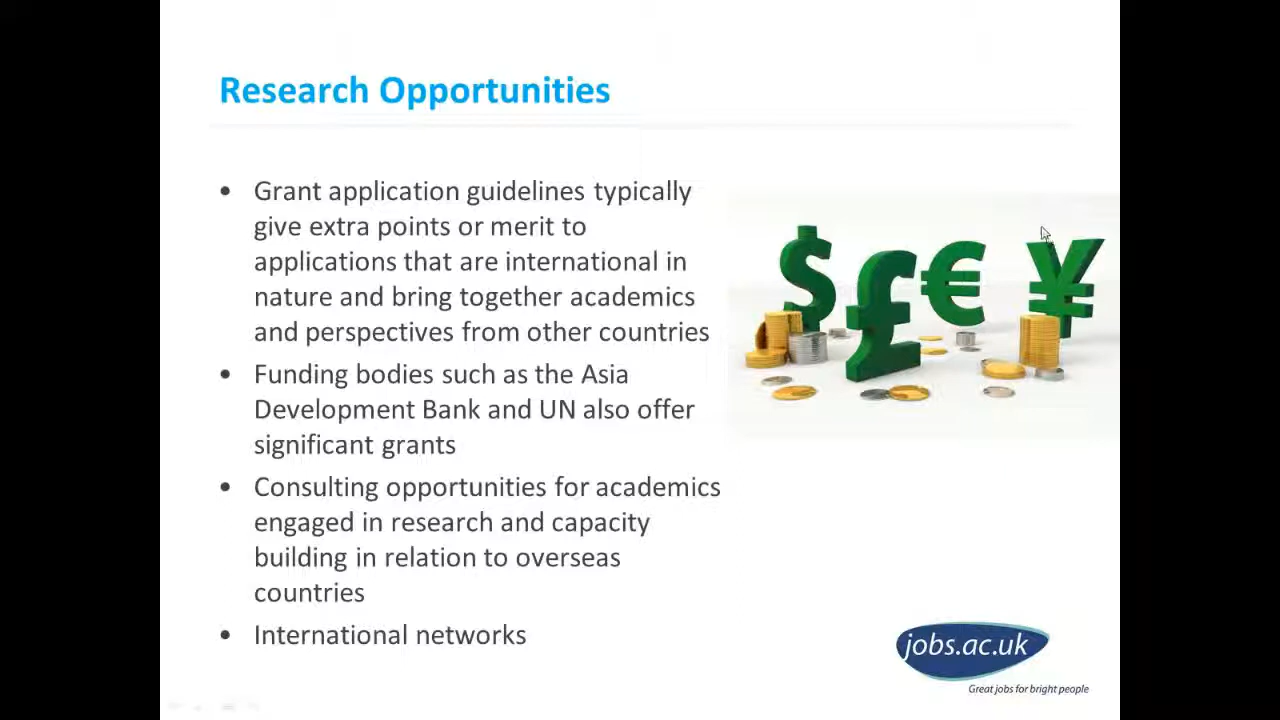 Research Opportunities
• Grant application guidelines typically
give extra points or merit to
applications that are international in
nature and bring together academics
and perspectives from other countries
• Funding bodies such as the Asia
Development Bank and UN also offer
significant grants
• Consulting opportunities for academics
engaged in research and capacity
building in relation to overseas
countries
• International networks
$ £ € ¥
jobs.ac.uk
Great jobs for bright people